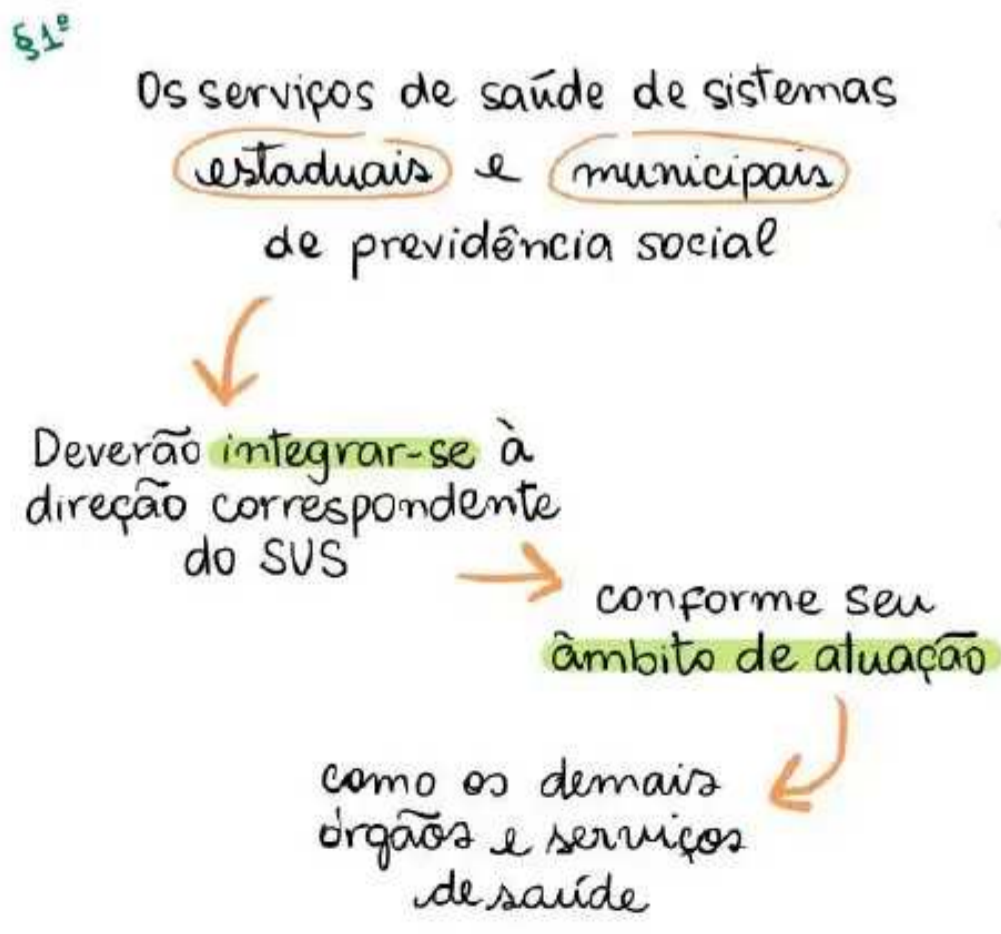 §1º
Os serviços de saúde de sistemas
estaduais e municipais
de previdência social
Deverão integrar-se à
direção correspondente
do SUS
conforme seu
âmbito de atuação
como os demais
órgãos e serviços
de saúde